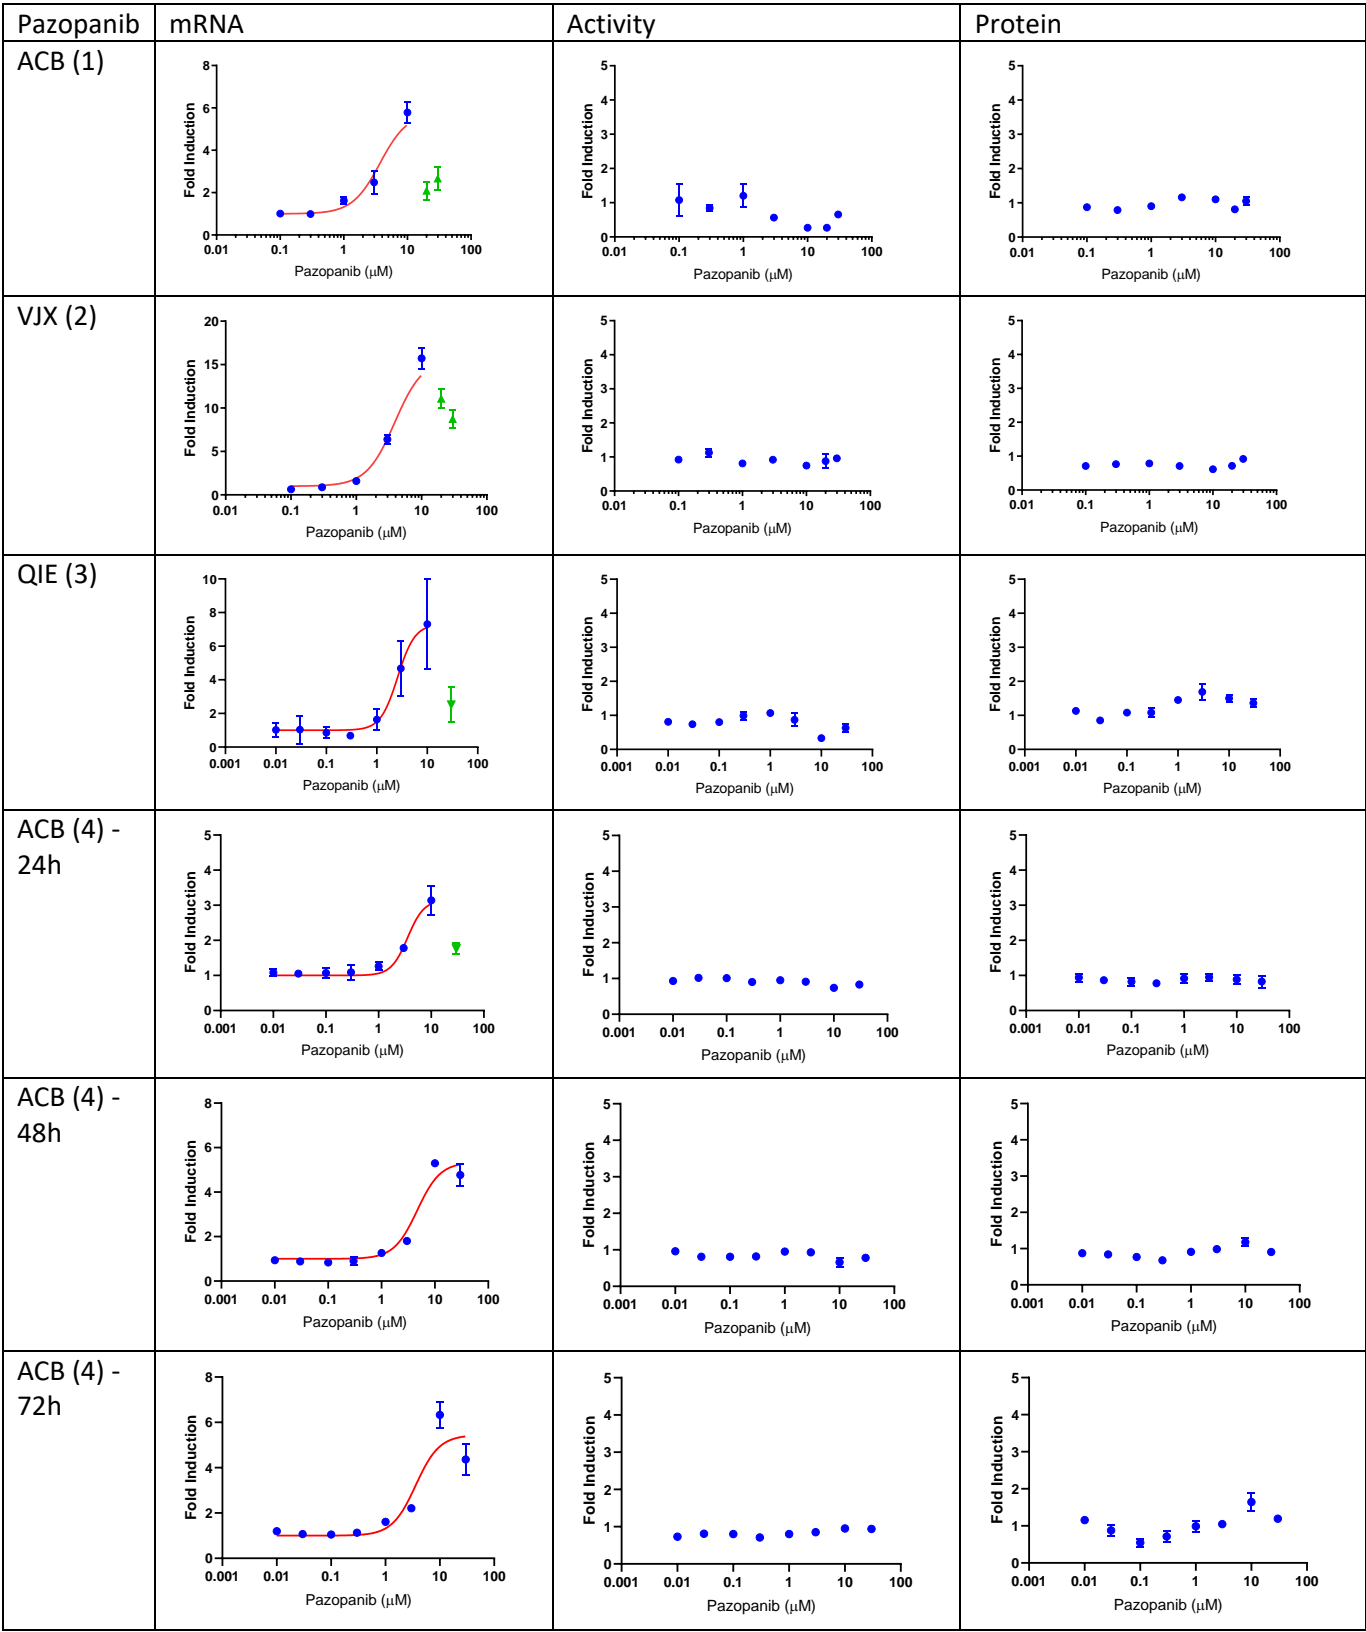 Pazopanib mRNA Activity Protein
ACB (1)
Fold Induction
8
6
4
2
0
0.01 0.1 1 10 100
Pazopanib (μM)
Fold Induction
5
4
3
2
1
0
0.01 0.1 1 10 100
Pazopanib (μM)
Fold Induction
5
4
3
2
1
0
0.01 0.1 1 10 100
Pazopanib (μM)
VJX (2)
Fold Induction
20
15
10
5
0
0.01 0.1 1 10 100
Pazopanib (μM)
Fold Induction
5
4
3
2
1
0
0.01 0.1 1 10 100
Pazopanib (μM)
Fold Induction
5
4
3
2
1
0
0.01 0.1 1 10 100
Pazopanib (μM)
QIE (3)
Fold Induction
10
8
6
4
2
0
0.001 0.01 0.1 1 10 100
Pazopanib (μM)
Fold Induction
5
4
3
2
1
0
0.001 0.01 0.1 1 10 100
Pazopanib (μM)
Fold Induction
5
4
3
2
1
0
0.001 0.01 0.1 1 10 100
Pazopanib (μM)
ACB (4) -
24h
Fold Induction
5
4
3
2
1
0
0.001 0.01 0.1 1 10 100
Pazopanib (μM)
Fold Induction
5
4
3
2
1
0
0.001 0.01 0.1 1 10 100
Pazopanib (μM)
Fold Induction
5
4
3
2
1
0
0.001 0.01 0.1 1 10 100
Pazopanib (μM)
ACB (4) -
48h
Fold Induction
8
6
4
2
0
0.001 0.01 0.1 1 10 100
Pazopanib (μM)
Fold Induction
5
4
3
2
1
0
0.001 0.01 0.1 1 10 100
Pazopanib (μM)
Fold Induction
5
4
3
2
1
0
0.001 0.01 0.1 1 10 100
Pazopanib (μM)
ACB (4) -
72h
Fold Induction
8
6
4
2
0
0.001 0.01 0.1 1 10 100
Pazopanib (μM)
Fold Induction
5
4
3
2
1
0
0.001 0.01 0.1 1 10 100
Pazopanib (μM)
Fold Induction
5
4
3
2
1
0
0.001 0.01 0.1 1 10 100
Pazopanib (μM)